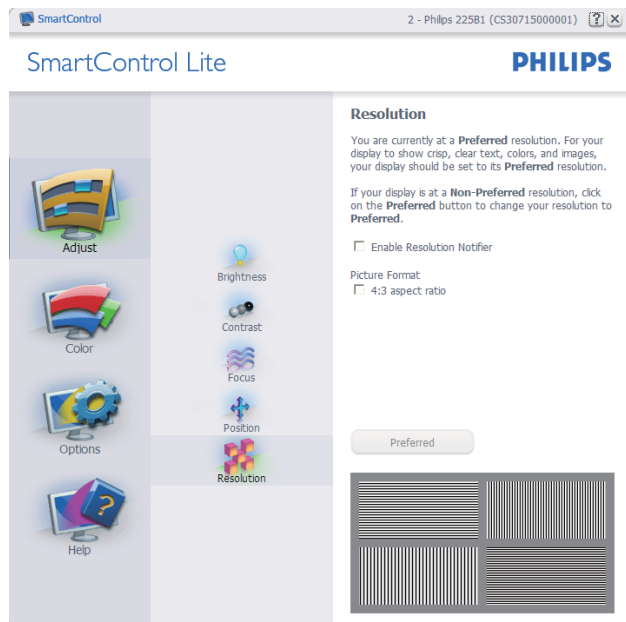 SmartControl
2 - Philips 225B1 (CS30715000001)
?
SmartControl Lite
PHILIPS
Adjust
Color
Options
Help
Brightness
Contrast
Focus
Position
Resolution
Resolution
You are currently at a Preferred resolution. For your
display to show crisp, clear text, colors, and images,
your display should be set to its Preferred resolution.
If your display is at a Non-Preferred resolution, click
on the Preferred button to change your resolution to
Preferred.
Enable Resolution Notifier
Picture Format
4:3 aspect ratio
Preferred